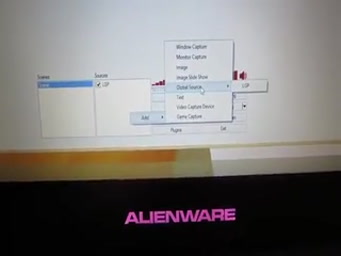 Window Capture
Monitor Capture
Image
Image Slide Show
Global Source
Text
Video Capture Device
Game Capture
Scenes
Sources
Add
Plugins
ALIENWARE